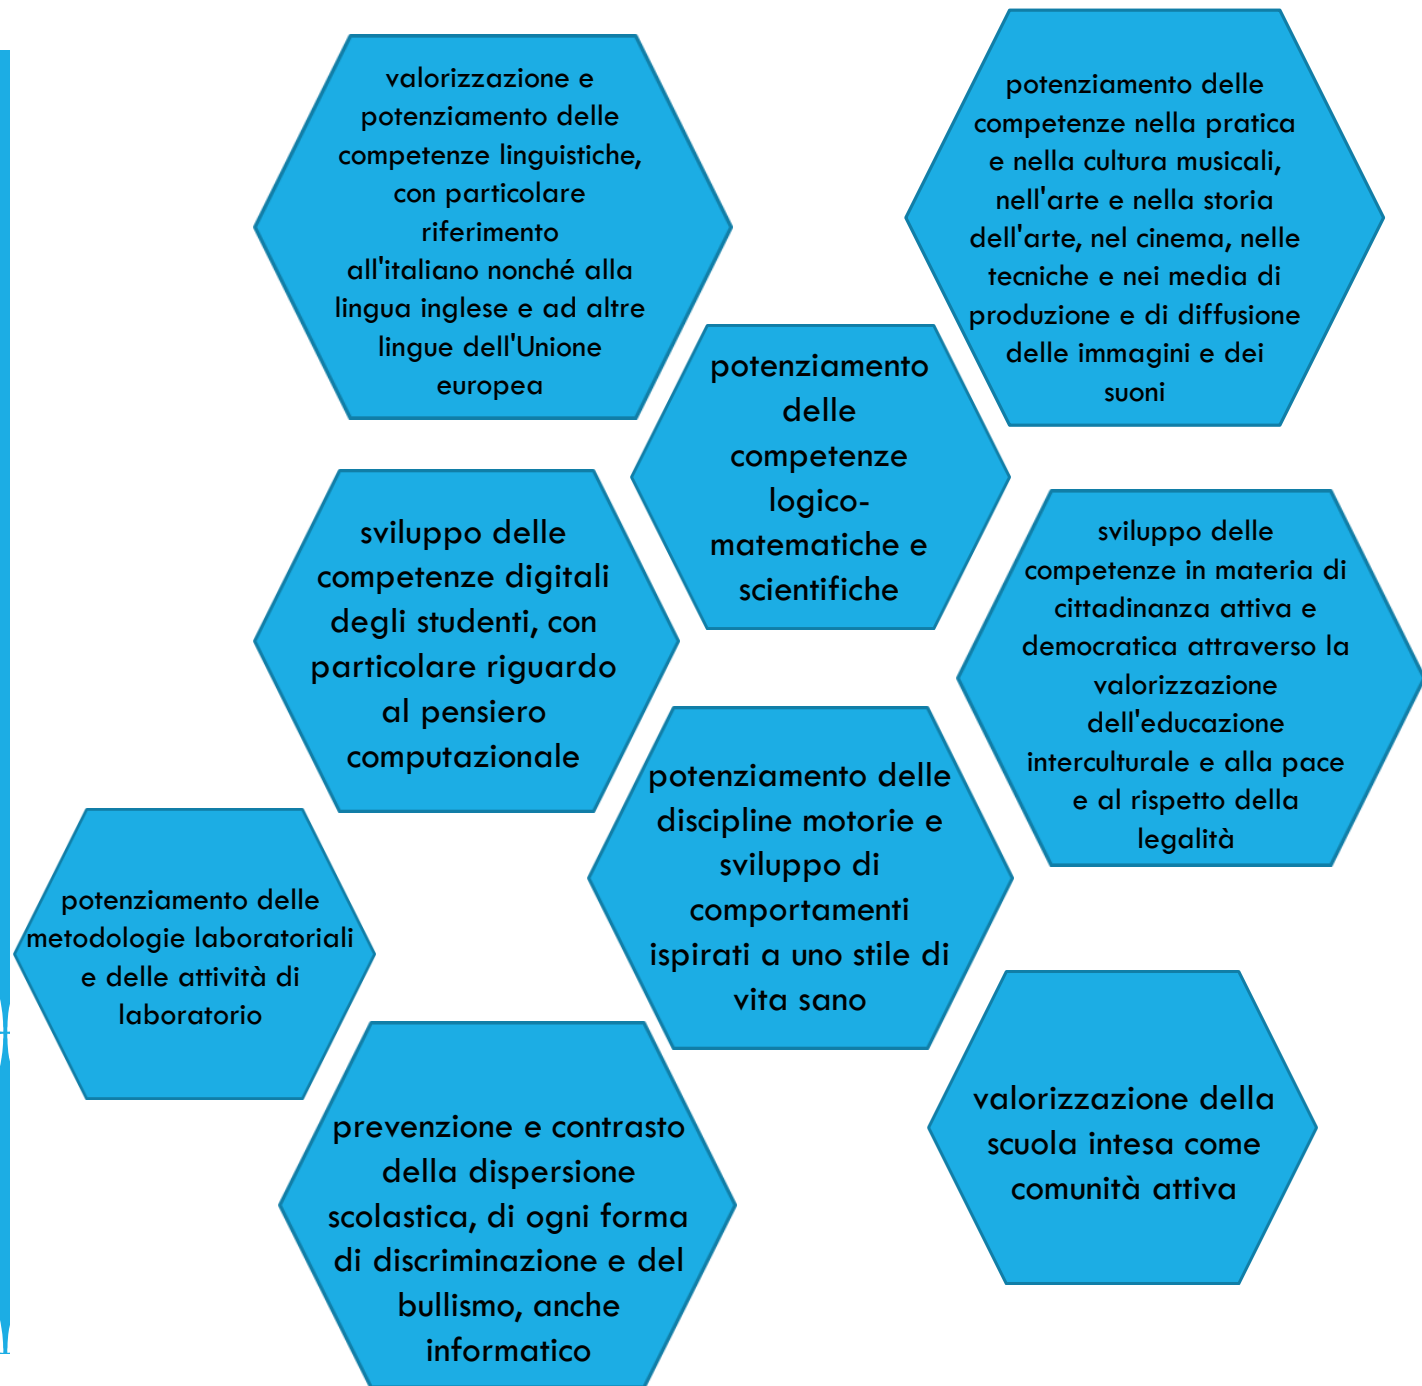 valorizzazione e
potenziamento delle
competenze linguistiche,
con particolare
riferimento
all'italiano nonché alla
lingua inglese e ad altre
lingue dell'Unione
europea
potenziamento delle
competenze nella pratica
e nella cultura musicali,
nell'arte e nella storia
dell'arte, nel cinema, nelle
tecniche e nei media di
produzione e di diffusione
delle immagini e dei
suoni
potenziamento
delle
competenze
logico-
matematiche e
scientifiche
sviluppo delle
competenze digitali
degli studenti, con
particolare riguardo
al pensiero
computazionale
sviluppo delle
competenze in materia di
cittadinanza attiva e
democratica attraverso la
valorizzazione
dell'educazione
interculturale e alla pace
e al rispetto della
legalità
potenziamento delle
discipline motorie e
sviluppo di
comportamenti
ispirati a uno stile di
vita sano
potenziamento delle
metodologie laboratoriali
e delle attività di
laboratorio
prevenzione e contrasto
della dispersione
scolastica, di ogni forma
di discriminazione e del
bullismo, anche
informatico
valorizzazione della
scuola intesa come
comunità attiva